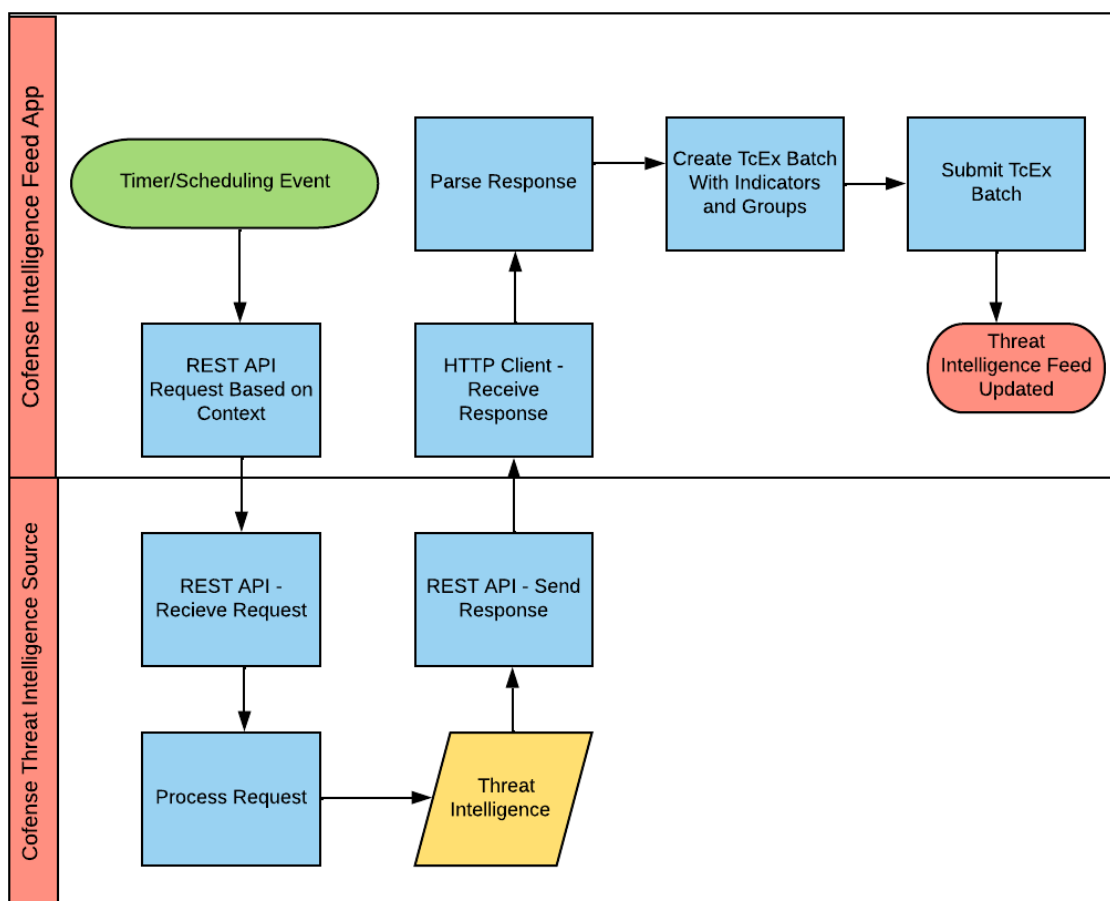 Cofense Intelligence Feed App
Timer/Scheduling Event
REST API
Request Based on
Context
Parse Response
Create TcEx Batch
With Indicators
and Groups
Submit TcEx
Batch
HTTP Client -
Receive
Response
Threat
Intelligence Feed
Updated
Cofense Threat Intelligence Source
REST API -
Recieve Request
REST API - Send
Response
Process Request
Threat
Intelligence